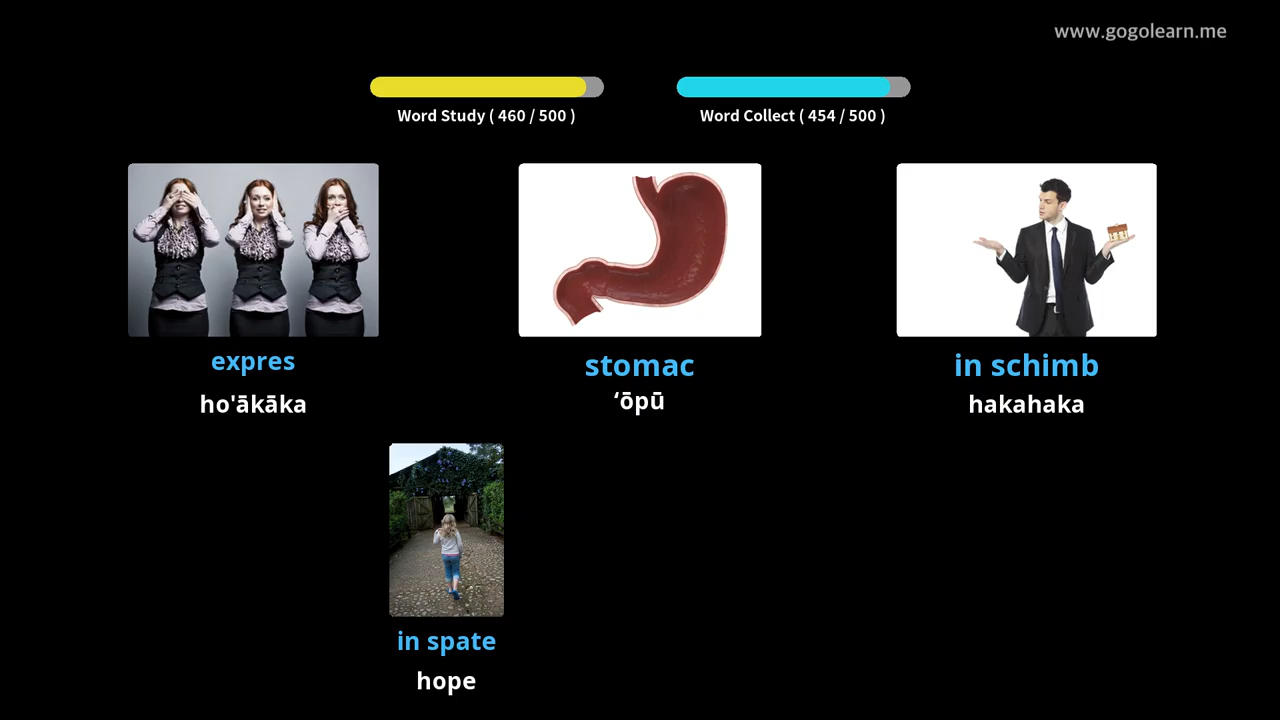 www.gogolearn.me
Word Study ( 460 / 500 )
Word Collect ( 454 / 500 )
expres
ho'ākāka
stomac
ʻōpū
in schimb
hakahaka
in spate
hope